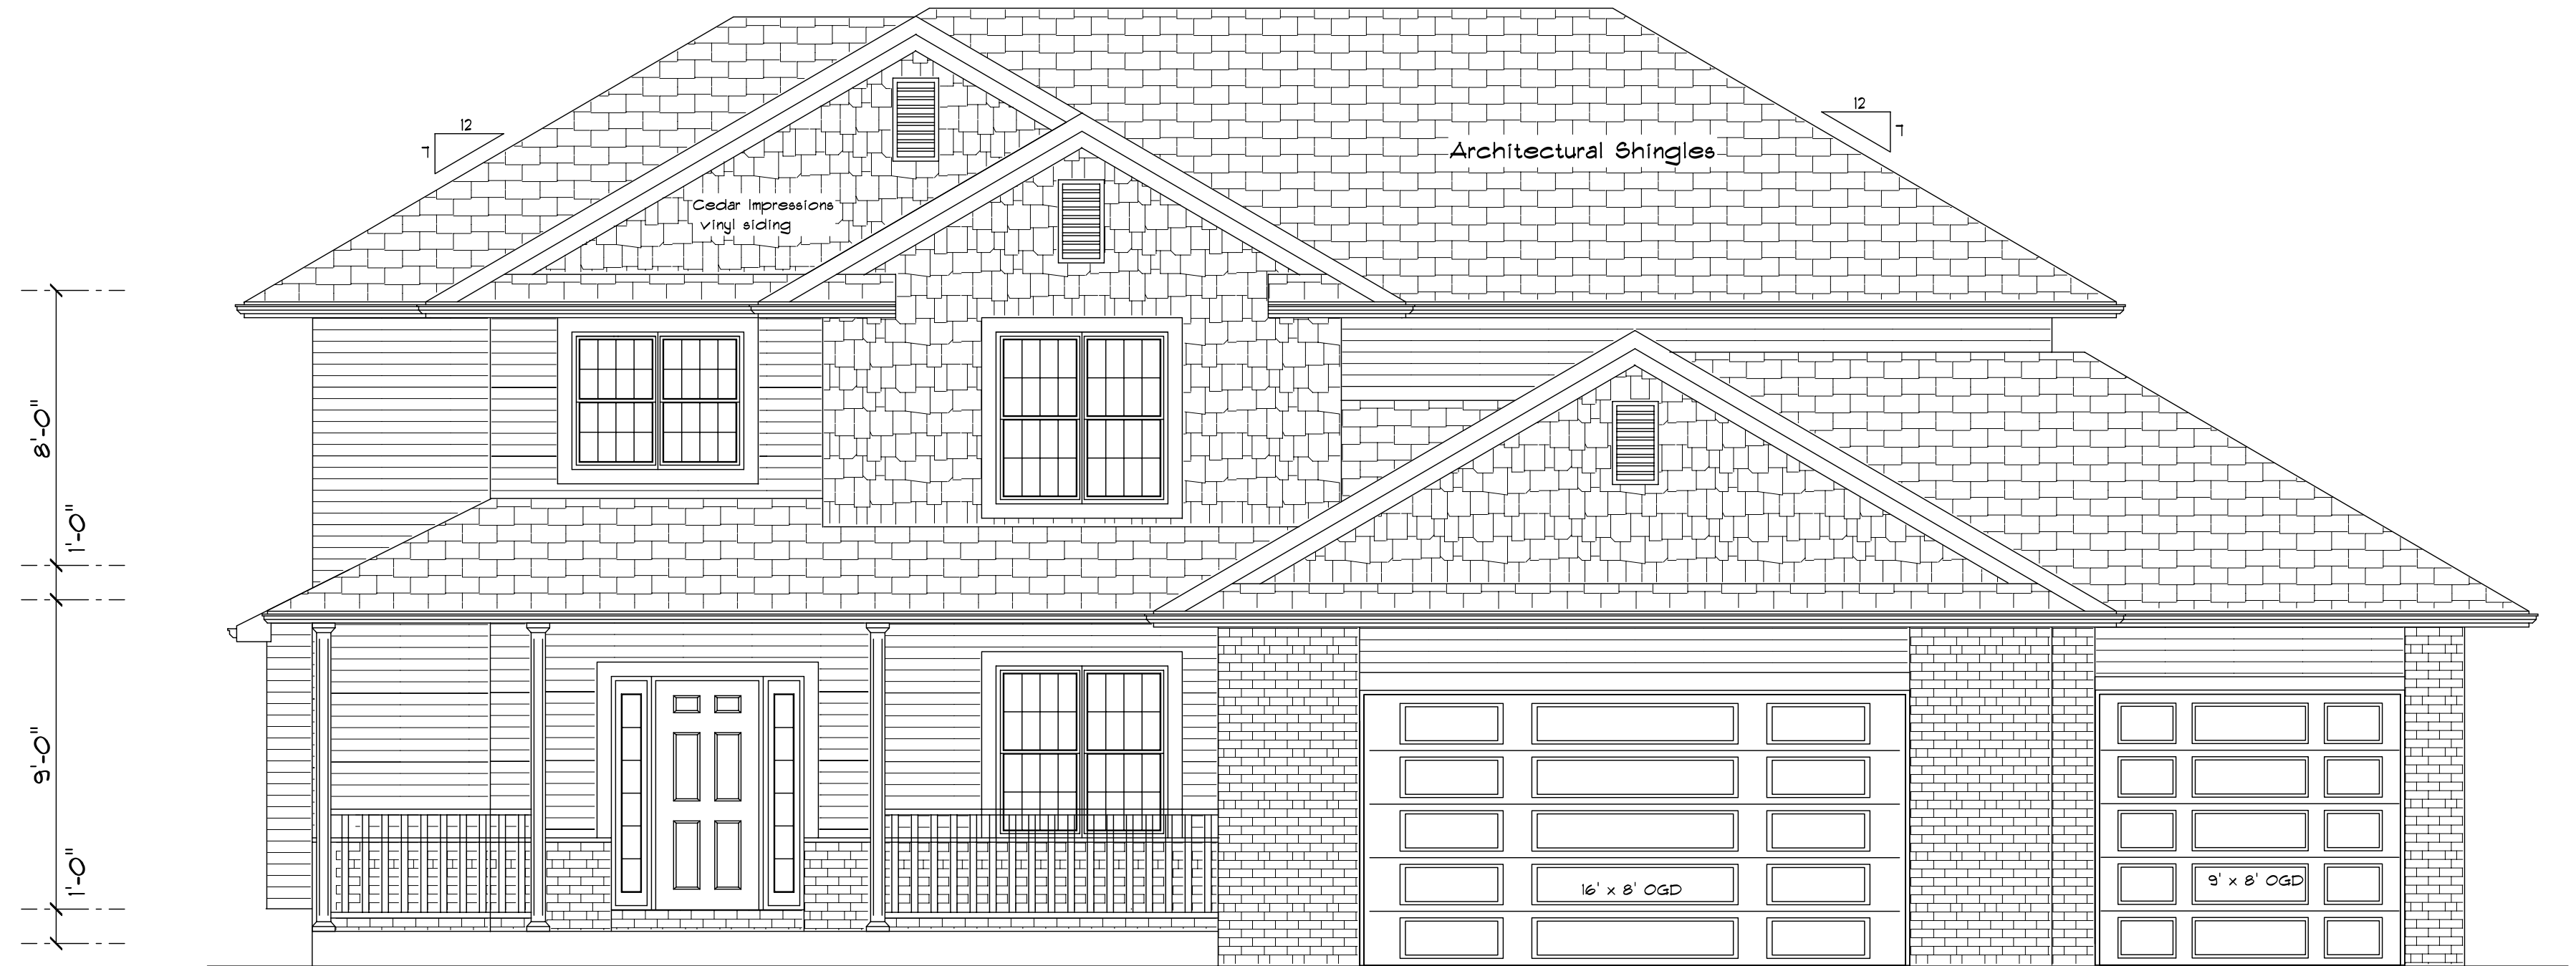 12
7
12
7
Architectural Shingles
Cedar Impressions
vinyl siding
8'-0"
1'-0"
9'-0"
1'-0"
16' x 8' OGD
9' x 8' OGD